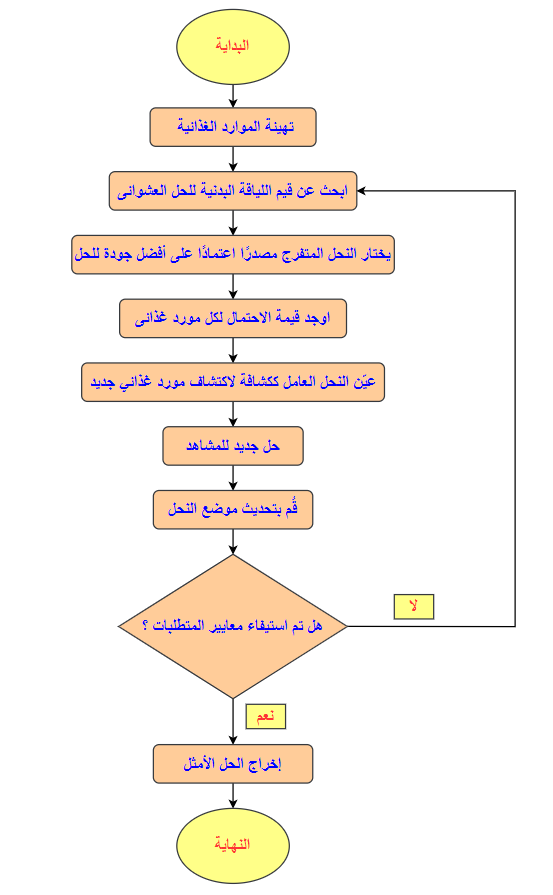 البداية
تهيئة الموارد الغذائية
ابحث عن قيم اللياقة البدنية للحل العشوائى
يختار النحل المتفرج مصدرًا اعتمادًا على أفضل جودة للحل
اوجد قيمة الاحتمال لكل مورد غذائى
عيّن النحل العامل ككشافة لاكتشاف مورد غذائي جديد
حل جديد للمشاهد
قُم بتحديث موضع النحل
هل تم استيفاء معايير المتطلبات ؟
لا
نعم
إخراج الحل الأمثل
النهاية